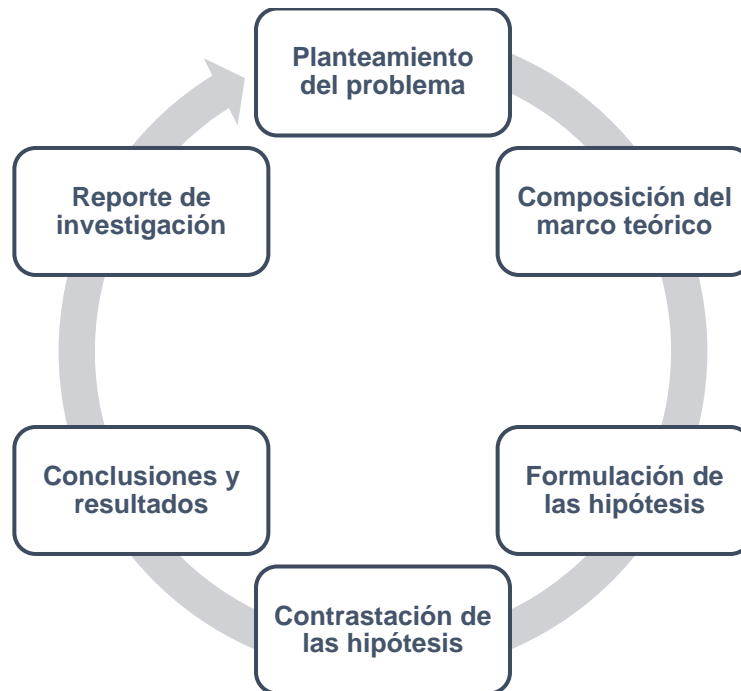 Planteamiento
del problema
Composición del
marco teórico
Formulación de
las hipótesis
Contrastación de
las hipótesis
Conclusiones y
resultados
Reporte de
investigación